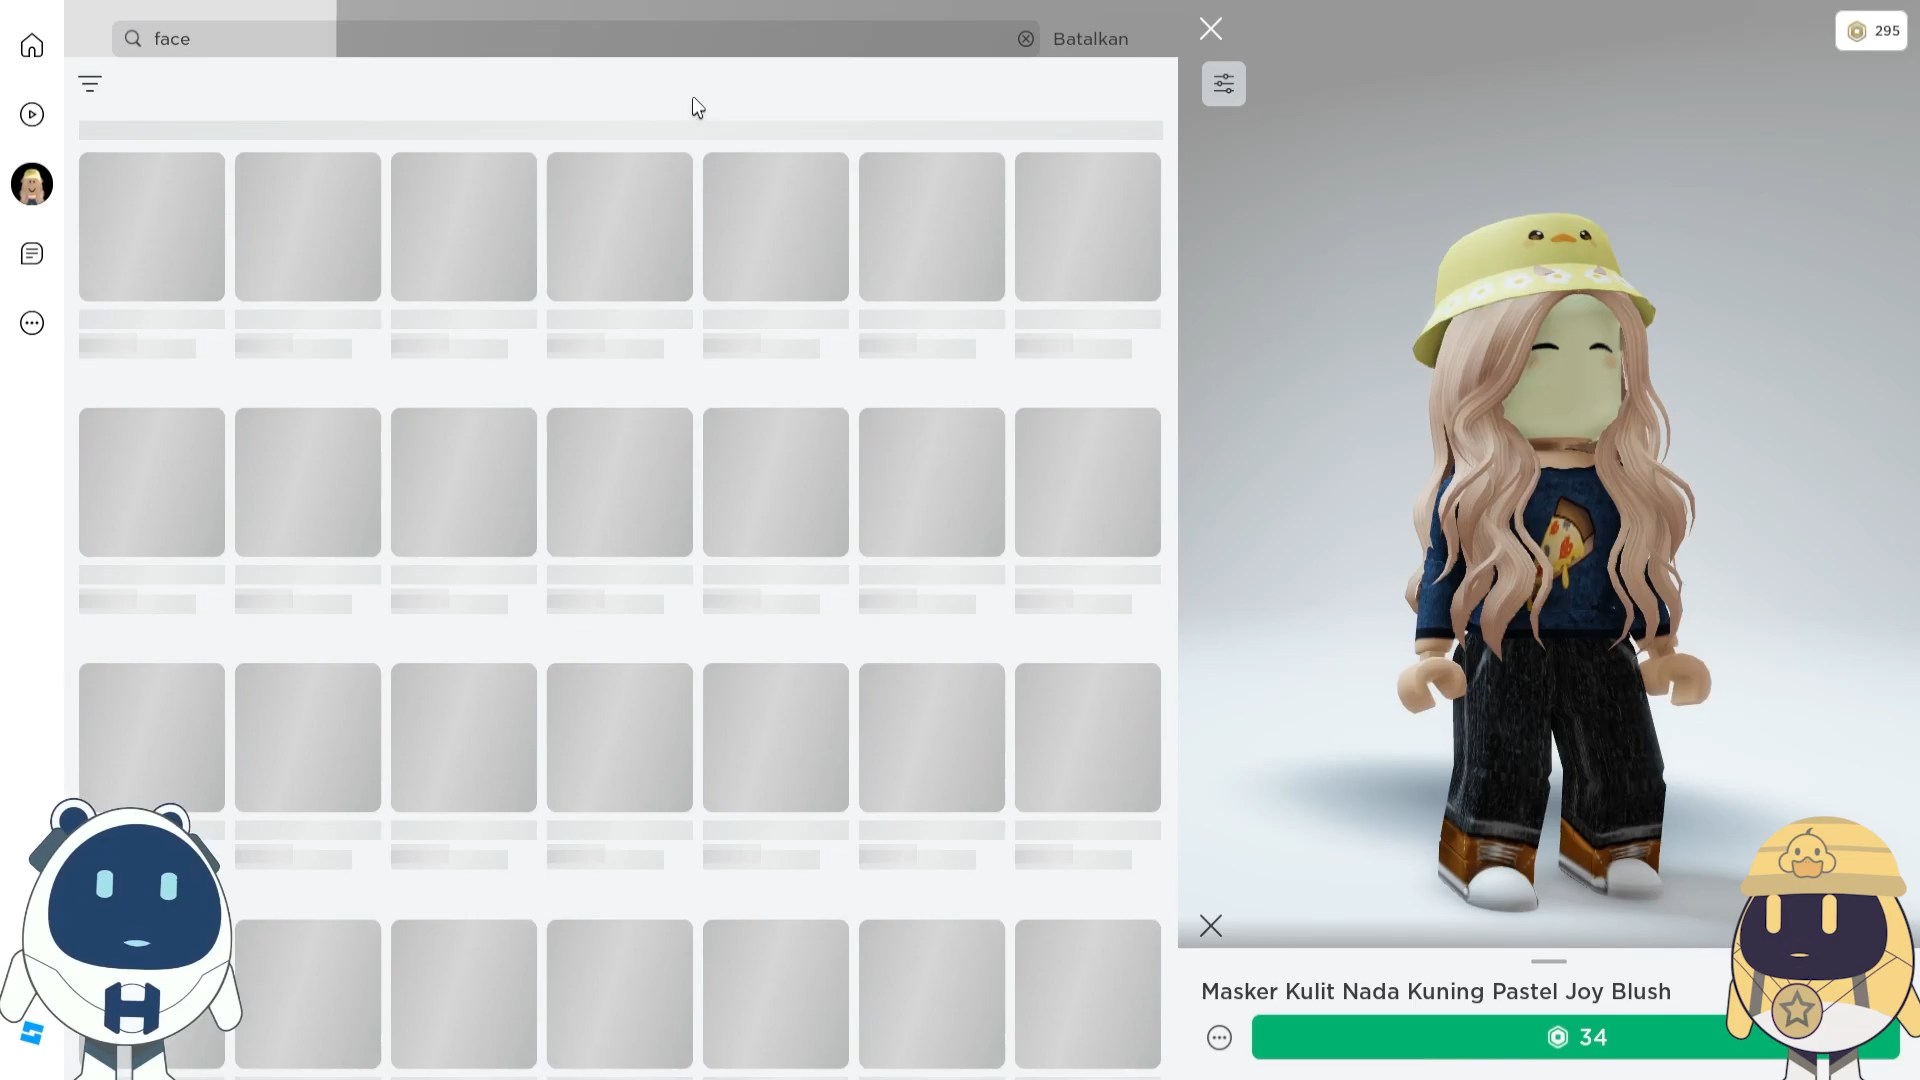 face
Batalkan
295
Masker Kulit Nada Kuning Pastel Joy Blush
34
H